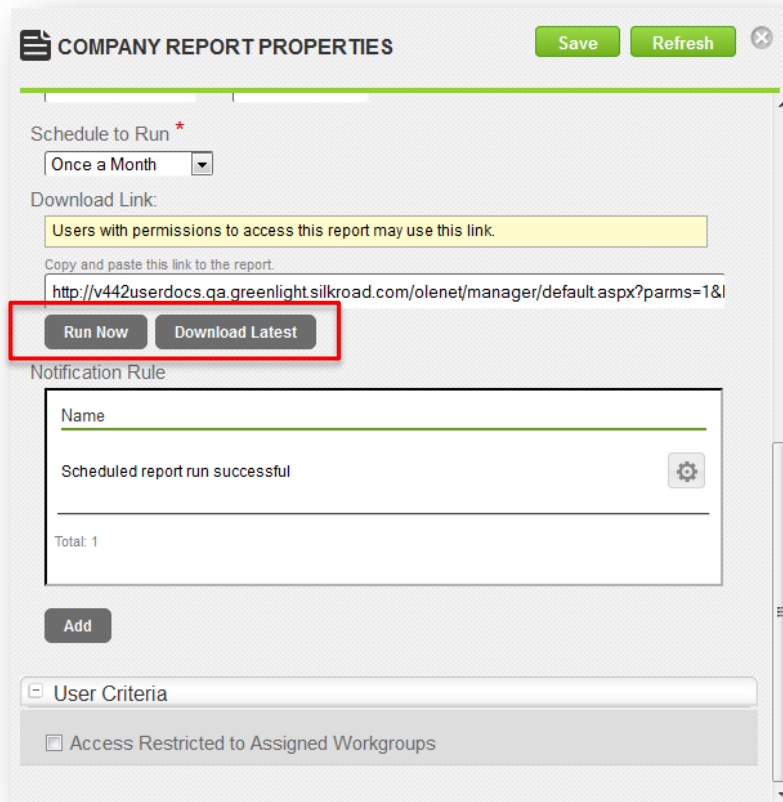 COMPANY REPORT PROPERTIES
Save
Refresh
Schedule to Run *
Once a Month
Download Link:
Users with permissions to access this report may use this link.
Copy and paste this link to the report.
http://v442userdocs.qa.greenlight.silkroad.com/olenet/manager/default.aspx?parms=1&
Run Now
Download Latest
Notification Rule
Name
Scheduled report run successful
Total: 1
Add
User Criteria
Access Restricted to Assigned Workgroups